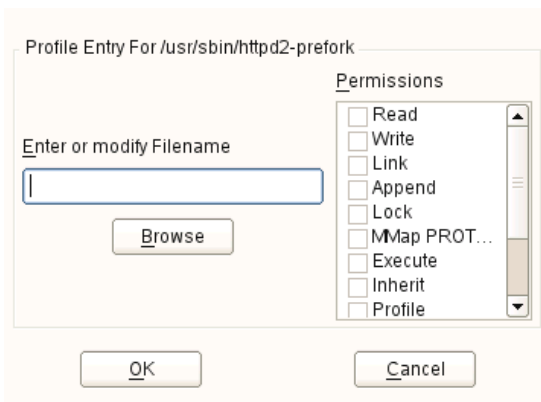 Profile Entry For /usr/sbin/httpd2-prefork
Permissions
Read
Write
Link
Append
Lock
MMap PROT...
Execute
Inherit
Profile
Enter or modify Filename
Browse
OK
Cancel